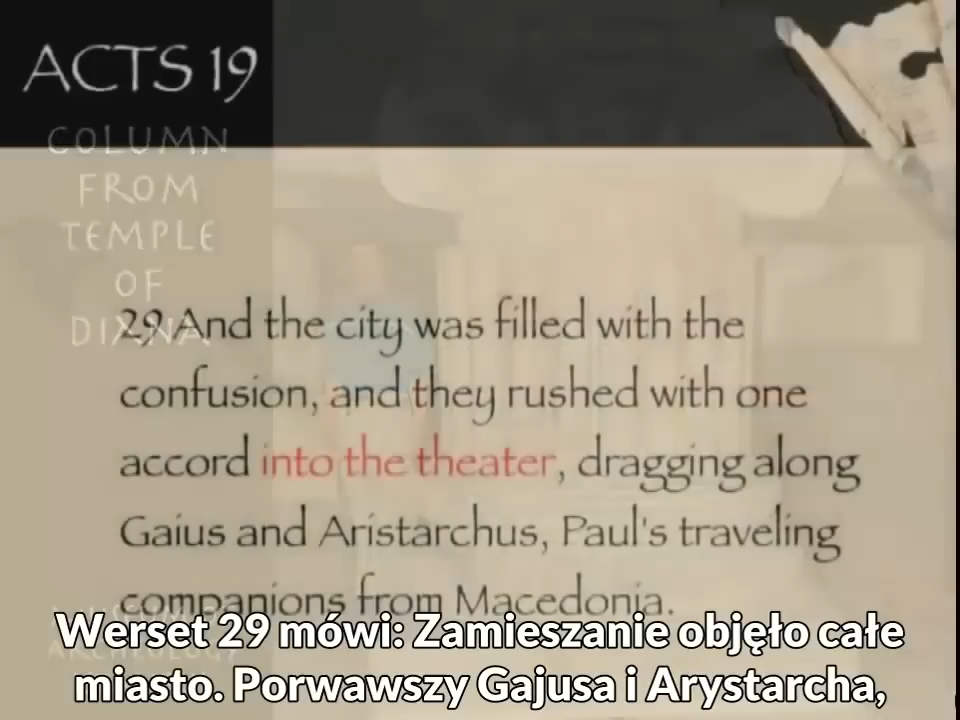 ACTS 19
COLUMN
FROM
TEMPLE
OF
DIANA
29 And the city was filled with the
confusion, and they rushed with one
accord into the theater, dragging along
Gaius and Aristarchus, Paul's traveling
companions from Macedonia.
ARCHEOLOGY
Werset 29 mówi: Zamieszanie objęło całe
miasto. Porwawszy Gajusa i Arystarcha,